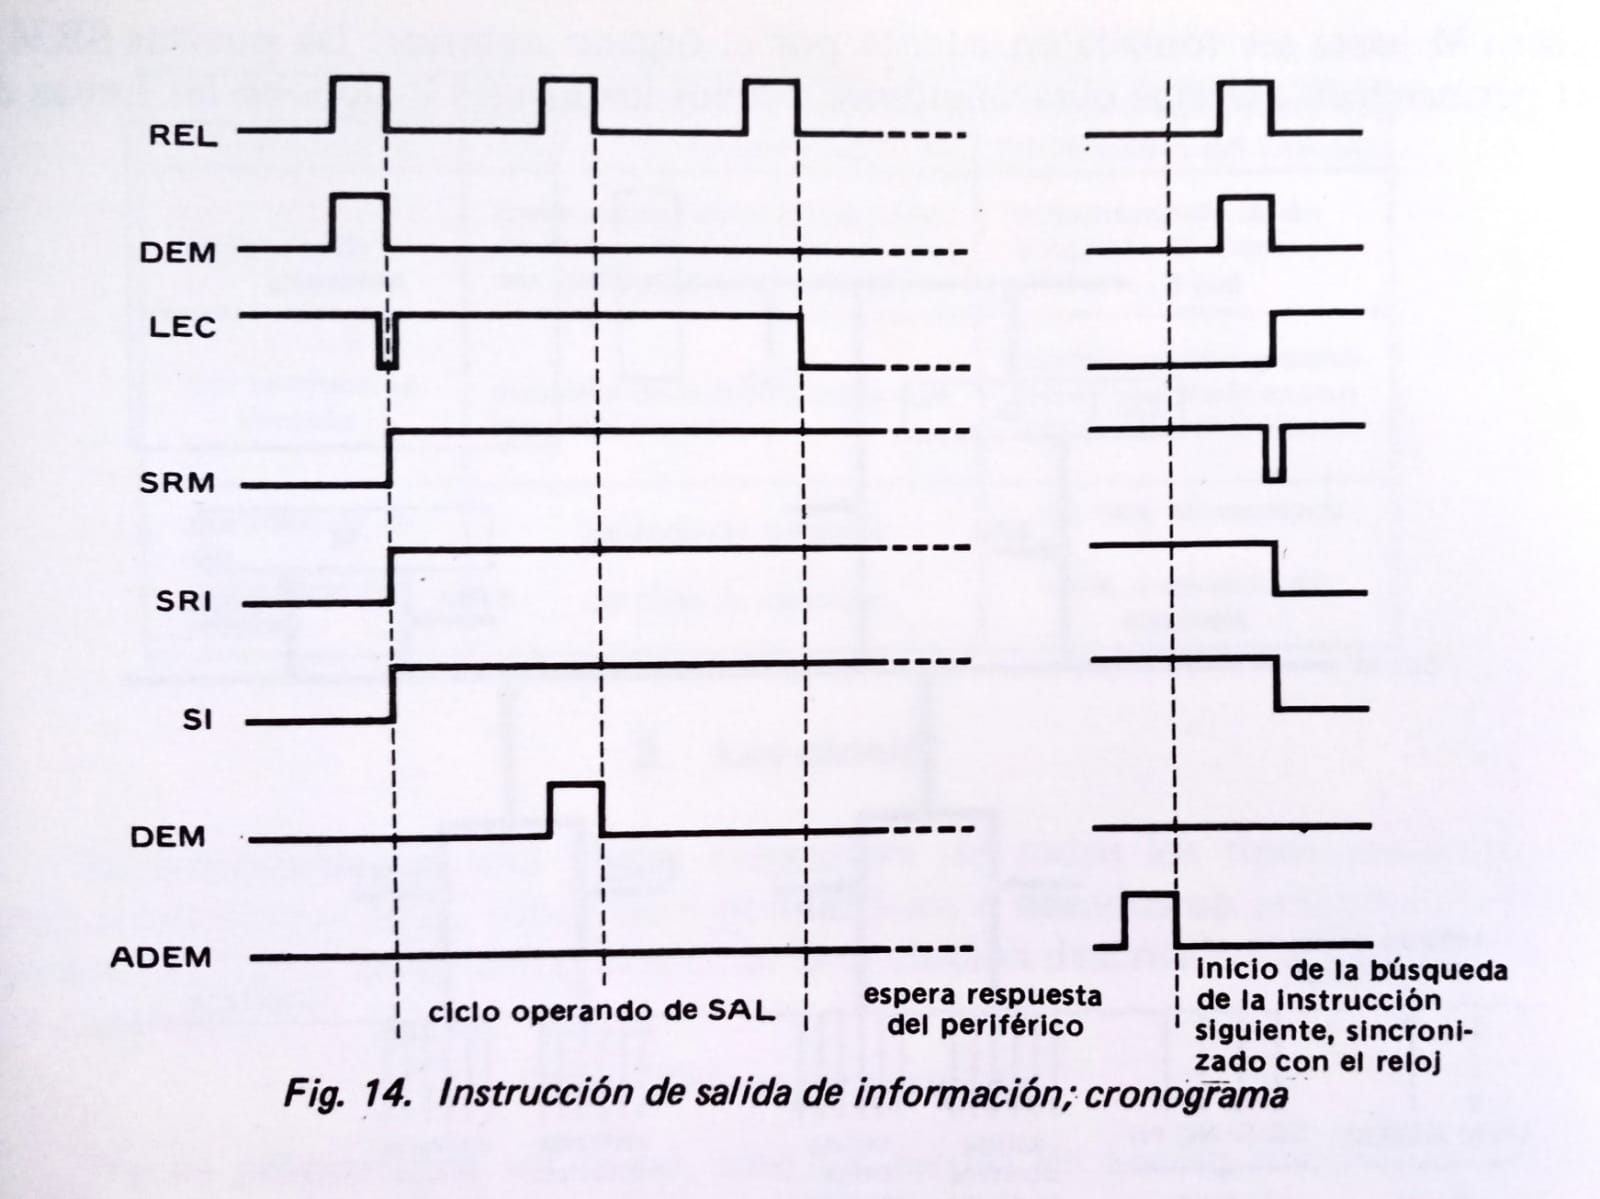 REL
DEM
LEC
SRM
SRI
SI
DEM
ADEM
ciclo operando de SAL
espera respuesta
del periférico
inicio de la búsqueda
de la instrucción
siguiente, sincroni-
zado con el reloj
Fig. 14. Instrucción de salida de información; cronograma